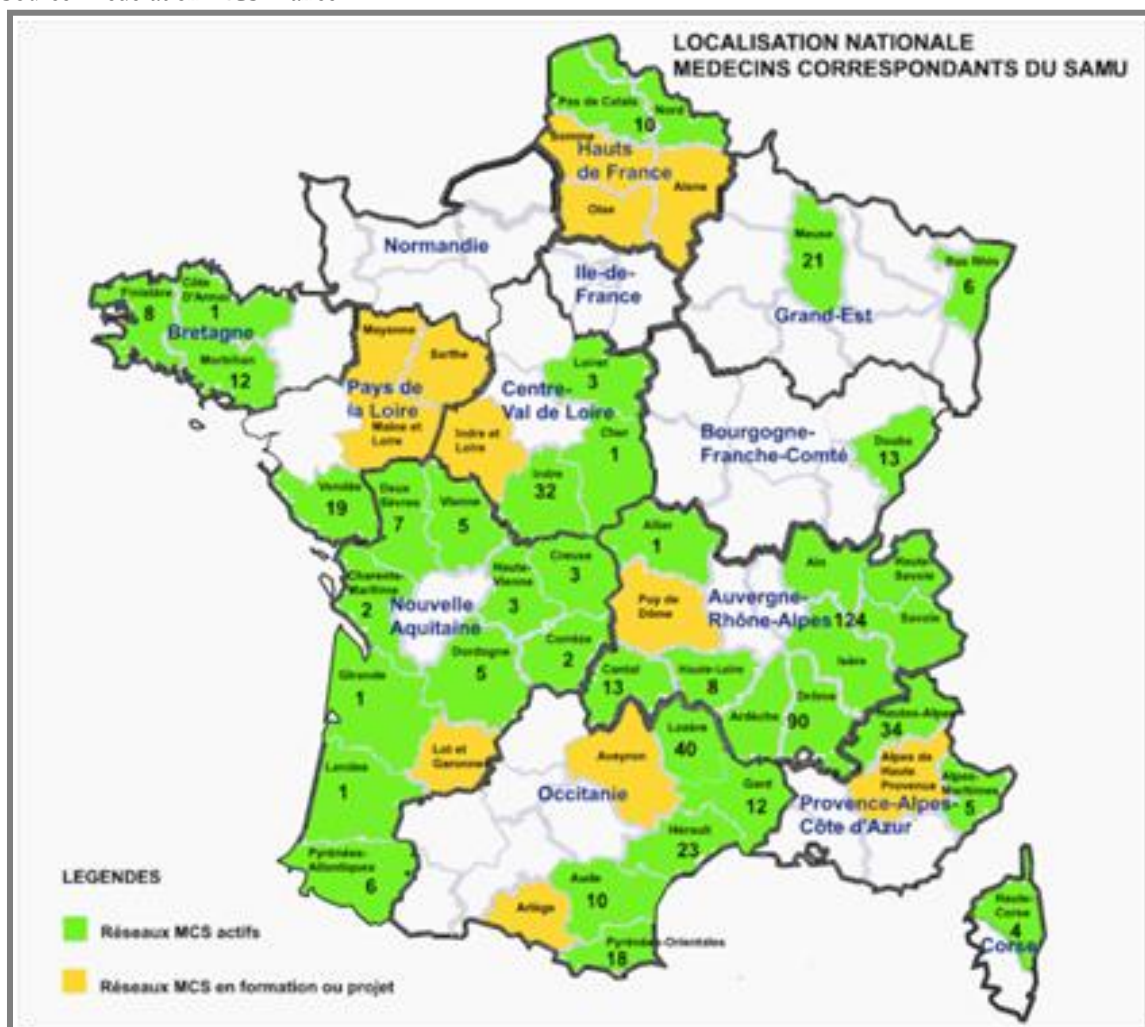 LOCALISATION NATIONALE
MEDECINS CORRESPONDANTS DU SAMU
Pas de Calais
Nord
10
Somme
Hauts
de France
Aisne
Oise
Normandie
Ile-de-
France
Meuse
21
Bas Rhin
6
Grand-Est
Finistère
8
Côte
D'Armor
1
Bretagne
Morbihan
12
Mayenne
Sarthe
Pays de
la Loire
Maine et
Loire
Loiret
3
Centre-
Val de Loire
Indre et
Loire
Cher
1
Indre
32
Bourgogne-
Franche-Comté
Doubs
13
Vendée
19
Deux
Sèvres
7
Vienne
5
Allier
1
Ain
Haute
Savoie
Charente-
Maritime
2
Haute-
Vienne
3
Creuse
3
Nouvelle
Aquitaine
Puy de
Dôme
Auvergne-
Rhône-Alpes
124
Savoie
Corrèze
2
Dordogne
5
Isère
Cantal
13
Haute-Loire
8
Gironde
1
Ardèche
Drôme
90
Hautes-Alpes
34
Lot et
Garonne
Aveyron
Lozère
40
Alpes de
Haute
Provence
Alpes-
Maritimes
5
Landes
1
Occitanie
Gard
12
Provence-Alpes-
Côte d'Azur
Hérault
23
Pyrénées-
Atlantiques
6
Aude
10
Ariège
Pyrénées-Orientales
18
Haute-
Corse
4
Corse
LEGENDES
Réseaux MCS actifs
Réseaux MCS en formation ou projet